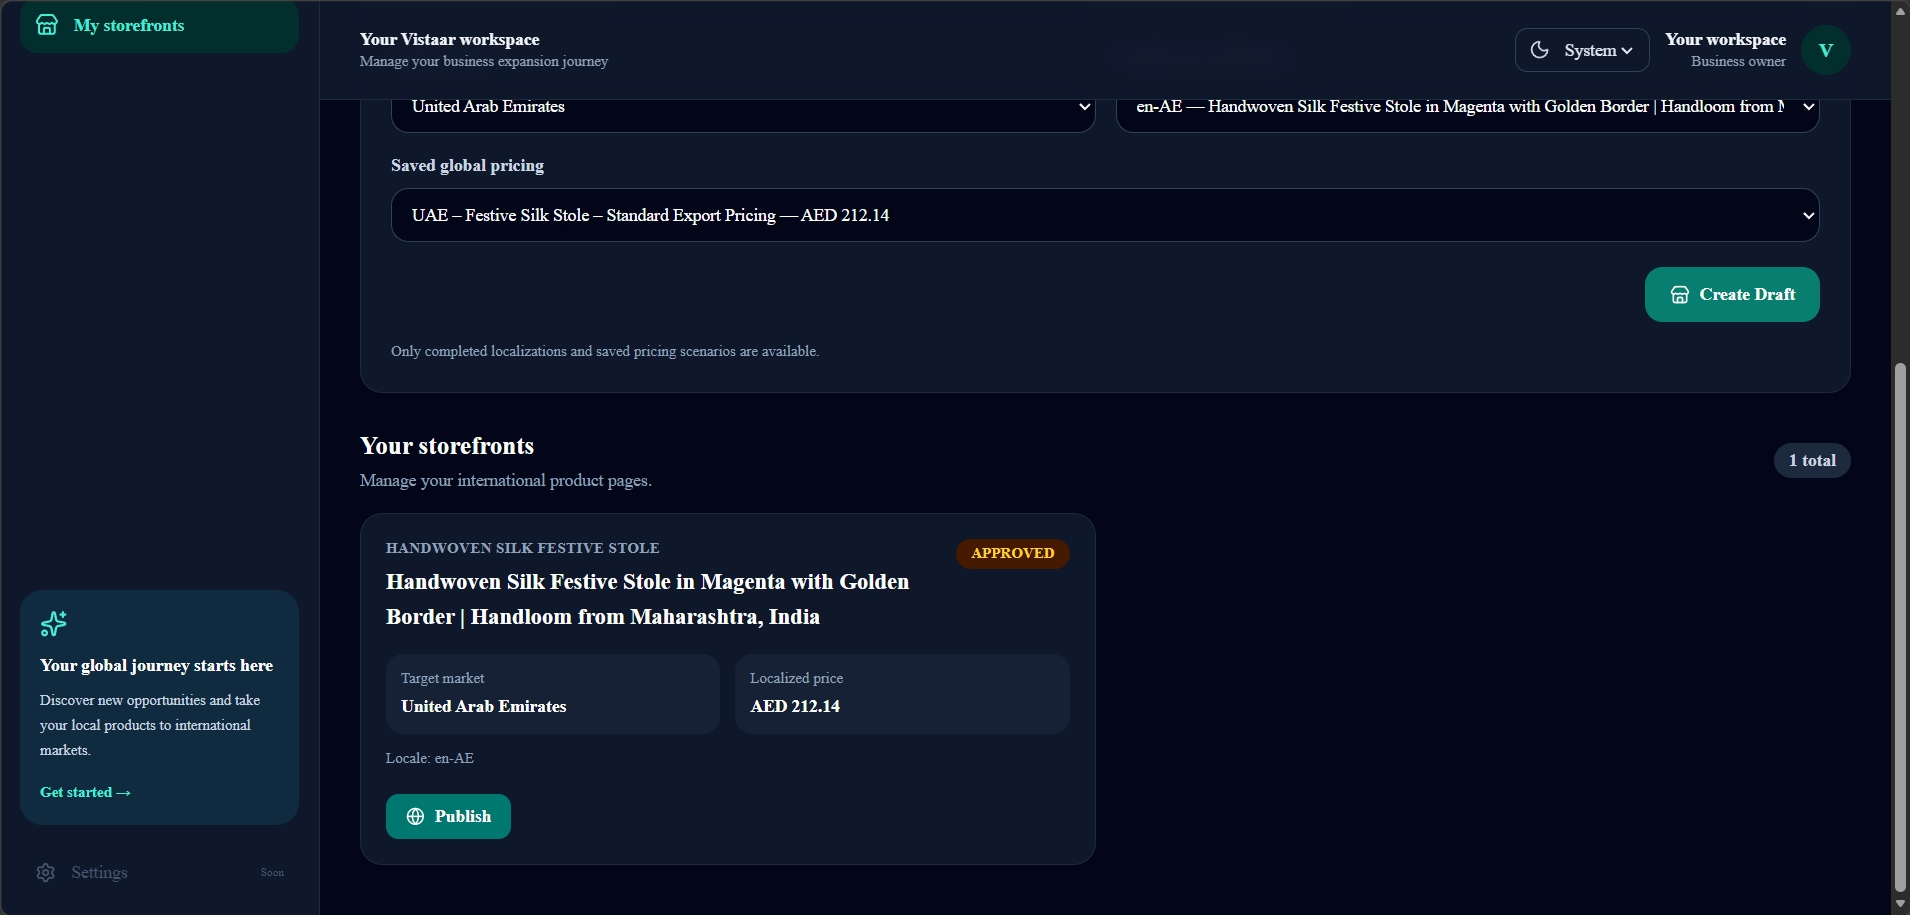 My storefronts
Your Vistaar workspace
Manage your business expansion journey
System
Your workspace
Business owner
V
United Arab Emirates
en-AE — Handwoven Silk Festive Stole in Magenta with Golden Border | Handloom from
Saved global pricing
UAE – Festive Silk Stole – Standard Export Pricing — AED 212.14
Create Draft
Only completed localizations and saved pricing scenarios are available.
Your storefronts
Manage your international product pages.
1 total
HANDWOVEN SILK FESTIVE STOLE
APPROVED
Handwoven Silk Festive Stole in Magenta with Golden
Border | Handloom from Maharashtra, India
Target market
United Arab Emirates
Localized price
AED 212.14
Locale: en-AE
Publish
Your global journey starts here
Discover new opportunities and take
your local products to international
markets.
Get started →
Settings
Soon